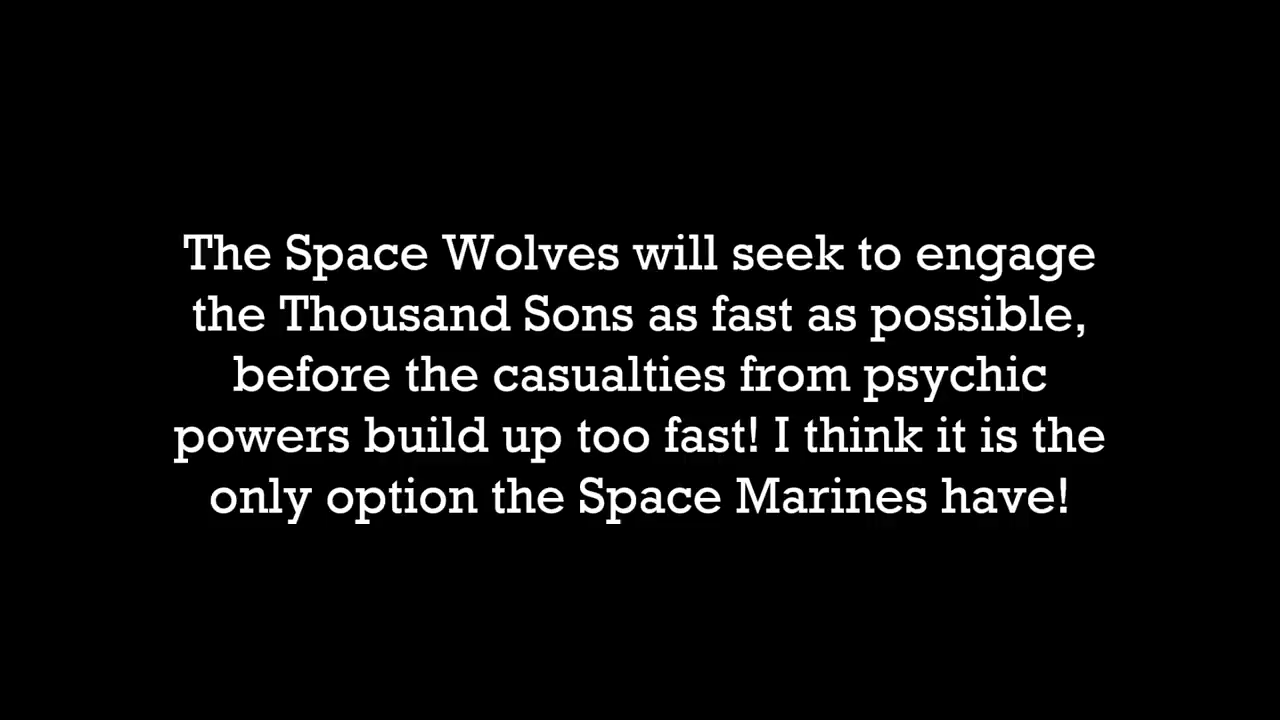 The Space Wolves will seek to engage
the Thousand Sons as fast as possible,
before the casualties from psychic
powers build up too fast! I think it is the
only option the Space Marines have!